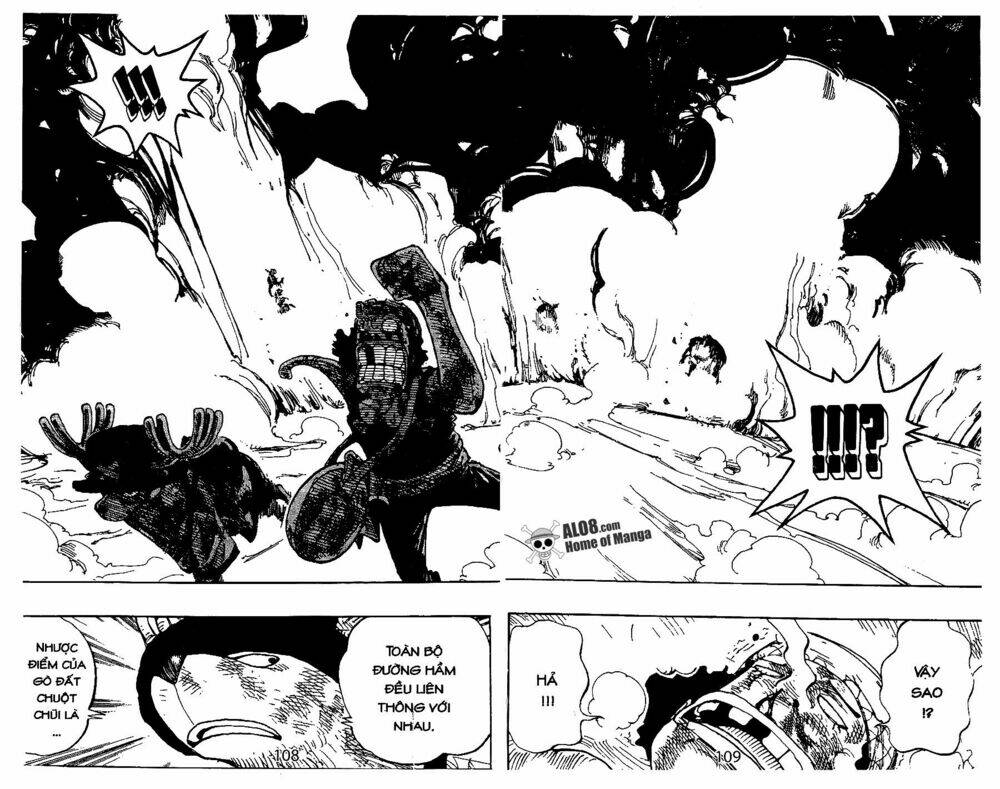 !!!
!!!!?
AL08.com
Home of Manga
NHƯỢC
ĐIỂM CỦA
GÒ ĐẤT
CHUỘT
CHŨI LÀ
...
TOÀN BỘ
ĐƯỜNG HẦM
ĐỀU LIÊN
THÔNG VỚI
NHAU.
108
HẢ
!!!
VẬY
SAO
!?
109